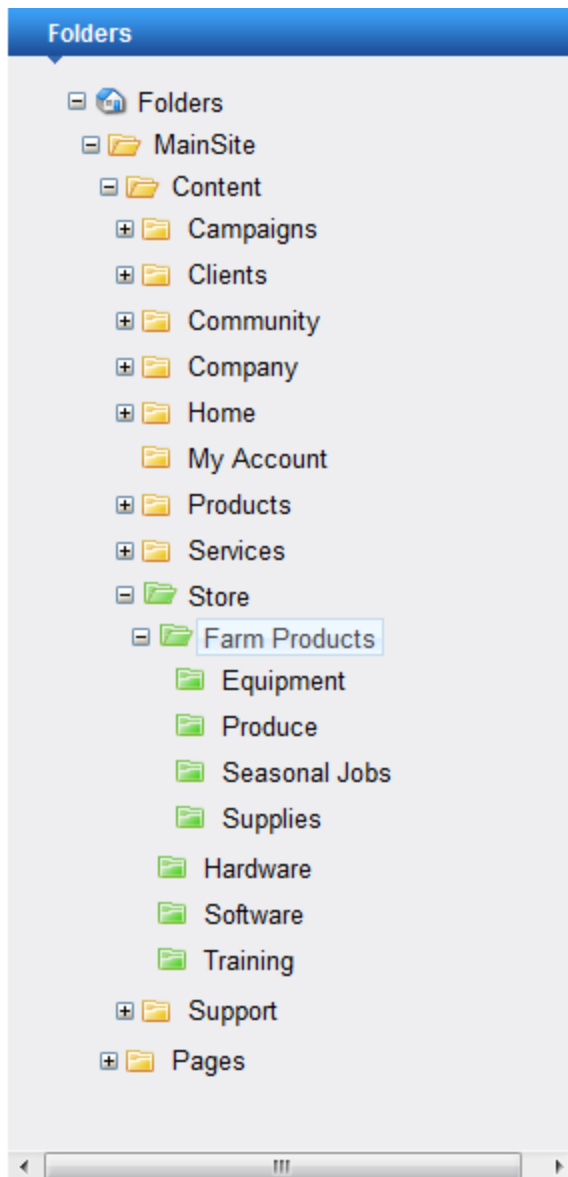 Folders
Folders
MainSite
Content
Campaigns
Clients
Community
Company
Home
My Account
Products
Services
Store
Farm Products
Equipment
Produce
Seasonal Jobs
Supplies
Hardware
Software
Training
Support
Pages